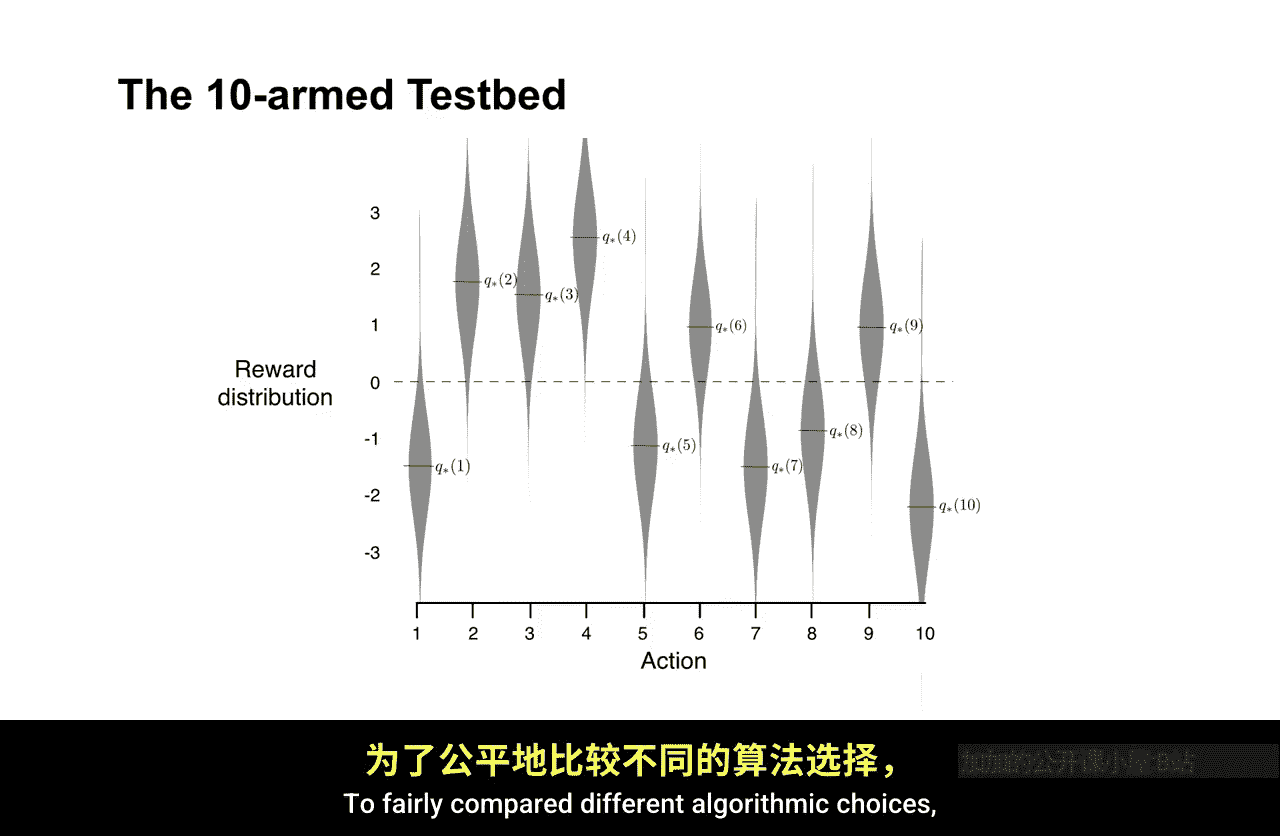 The 10-armed Testbed
3
2
1
0
-1
-2
-3
Reward
distribution
q*(1)
q*(2)
q*(3)
q*(4)
q*(5)
q*(6)
q*(7)
q*(8)
q*(9)
q*(10)
1 2 3 4 5 6 7 8 9 10
Action
为了公平地比较不同的算法选择，
To fairly compared different algorithmic choices,